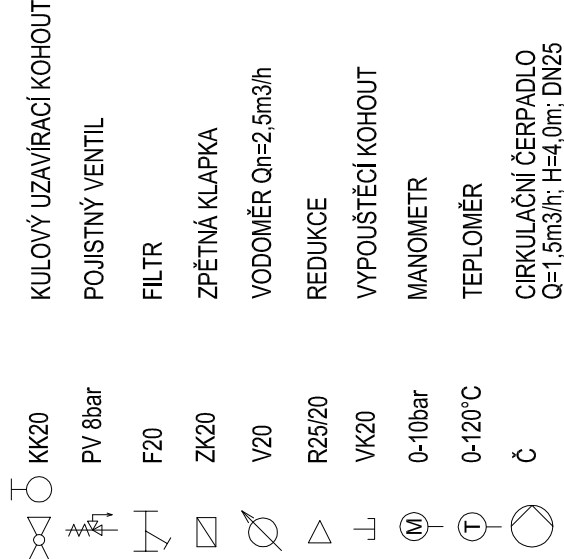 KK20 KULOVÝ UZAVÍRACÍ KOHOUT
PV 8bar POJISTNÝ VENTIL
F20 FILTR
ZK20 ZPĚTNÁ KLAPKA
V20 VODOMĚR Qn=2,5m3/h
R25/20 REDUKCE
VK20 VYPOUŠTĚCÍ KOHOUT
M 0-10bar MANOMETR
T 0-120°C TEPLOMĚR
Č CIRKULAČNÍ ČERPADLO
Q=1,5m3/h; H=4,0m; DN25